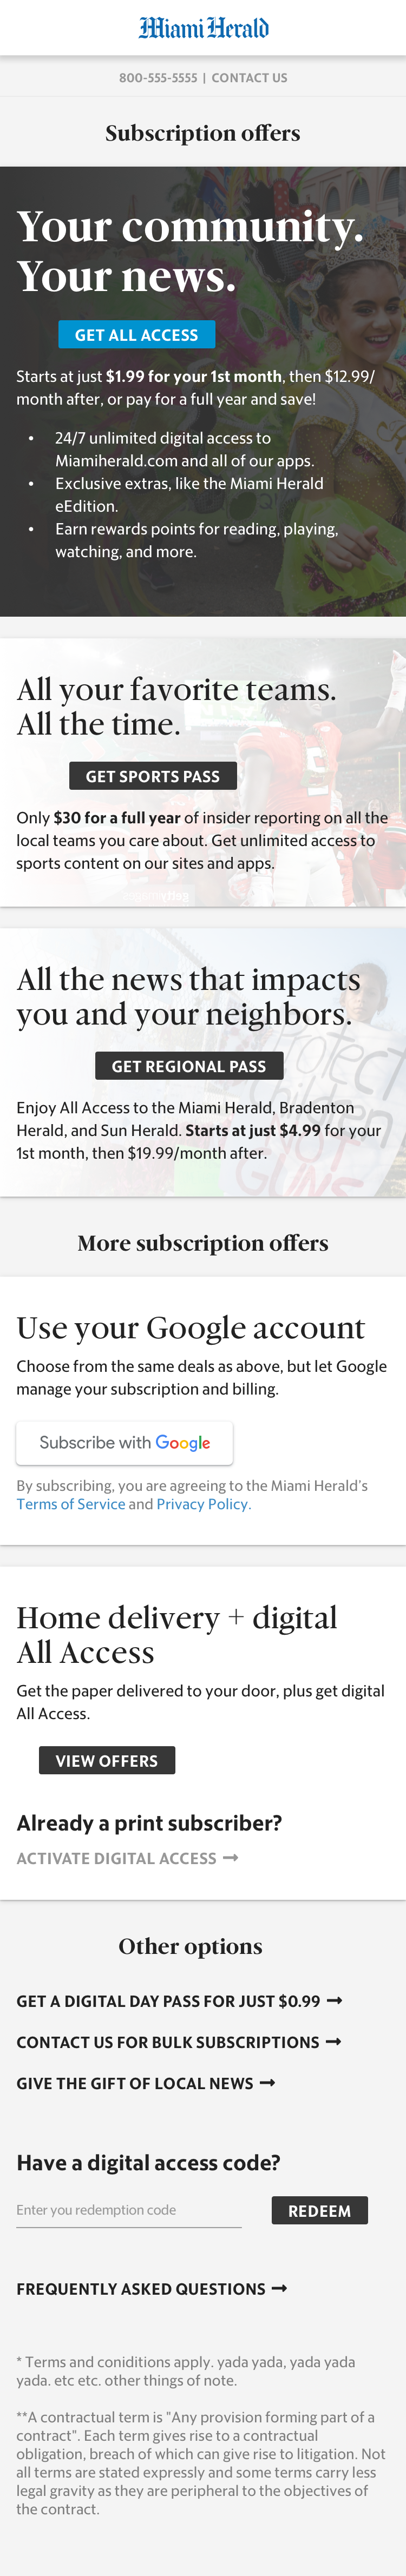 Miami Herald
800-555-5555 | CONTACT US
Subscription offers
Your community.
Your news.
GET ALL ACCESS
Starts at just $1.99 for your 1st month, then $12.99/
month after, or pay for a full year and save!
• 24/7 unlimited digital access to
Miamiherald.com and all of our apps.
• Exclusive extras, like the Miami Herald
eEdition.
• Earn rewards points for reading, playing,
watching, and more.
All your favorite teams.
All the time.
GET SPORTS PASS
Only $30 for a full year of insider reporting on all the
local teams you care about. Get unlimited access to
sports content on our sites and apps.
All the news that impacts
you and your neighbors.
GET REGIONAL PASS
Enjoy All Access to the Miami Herald, Bradenton
Herald, and Sun Herald. Starts at just $4.99 for your
1st month, then $19.99/month after.
GUNS
More subscription offers
Use your Google account
Choose from the same deals as above, but let Google
manage your subscription and billing.
Subscribe with Google
By subscribing, you are agreeing to the Miami Herald's
Terms of Service and Privacy Policy.
Home delivery + digital
All Access
Get the paper delivered to your door, plus get digital
All Access.
VIEW OFFERS
Already a print subscriber?
ACTIVATE DIGITAL ACCESS →
Other options
GET A DIGITAL DAY PASS FOR JUST $0.99 →
CONTACT US FOR BULK SUBSCRIPTIONS →
GIVE THE GIFT OF LOCAL NEWS →
Have a digital access code?
Enter you redemption code
REDEEM
FREQUENTLY ASKED QUESTIONS →
* Terms and coniditions apply. yada yada, yada yada
yada. etc etc. other things of note.
**A contractual term is "Any provision forming part of a
contract". Each term gives rise to a contractual
obligation, breach of which can give rise to litigation. Not
all terms are stated expressly and some terms carry less
legal gravity as they are peripheral to the objectives of
the contract.